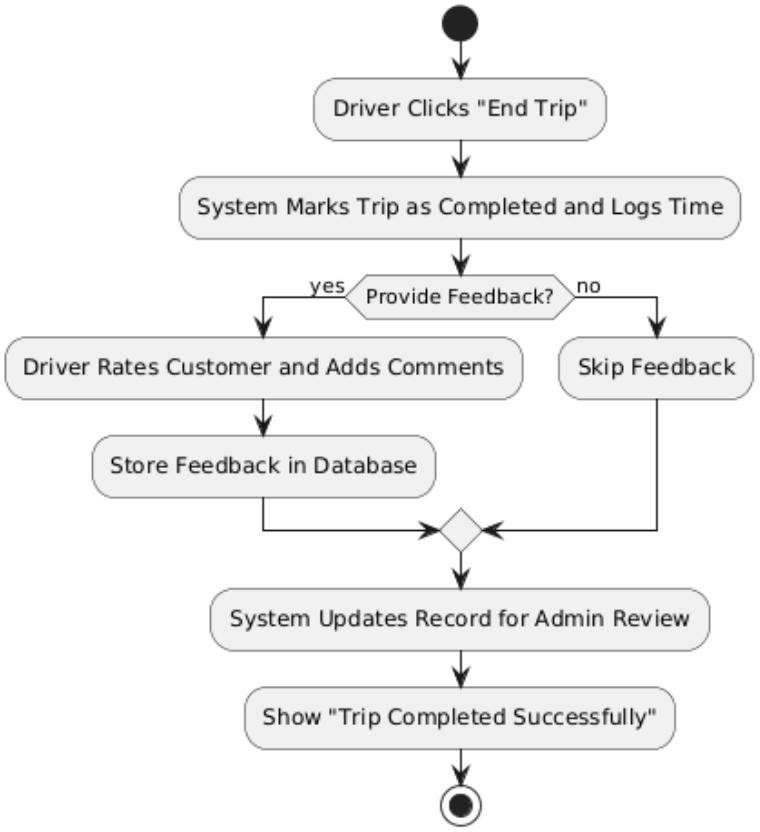 Driver Clicks "End Trip"
System Marks Trip as Completed and Logs Time
yes
Provide Feedback?
no
Driver Rates Customer and Adds Comments
Skip Feedback
Store Feedback in Database
System Updates Record for Admin Review
Show "Trip Completed Successfully"